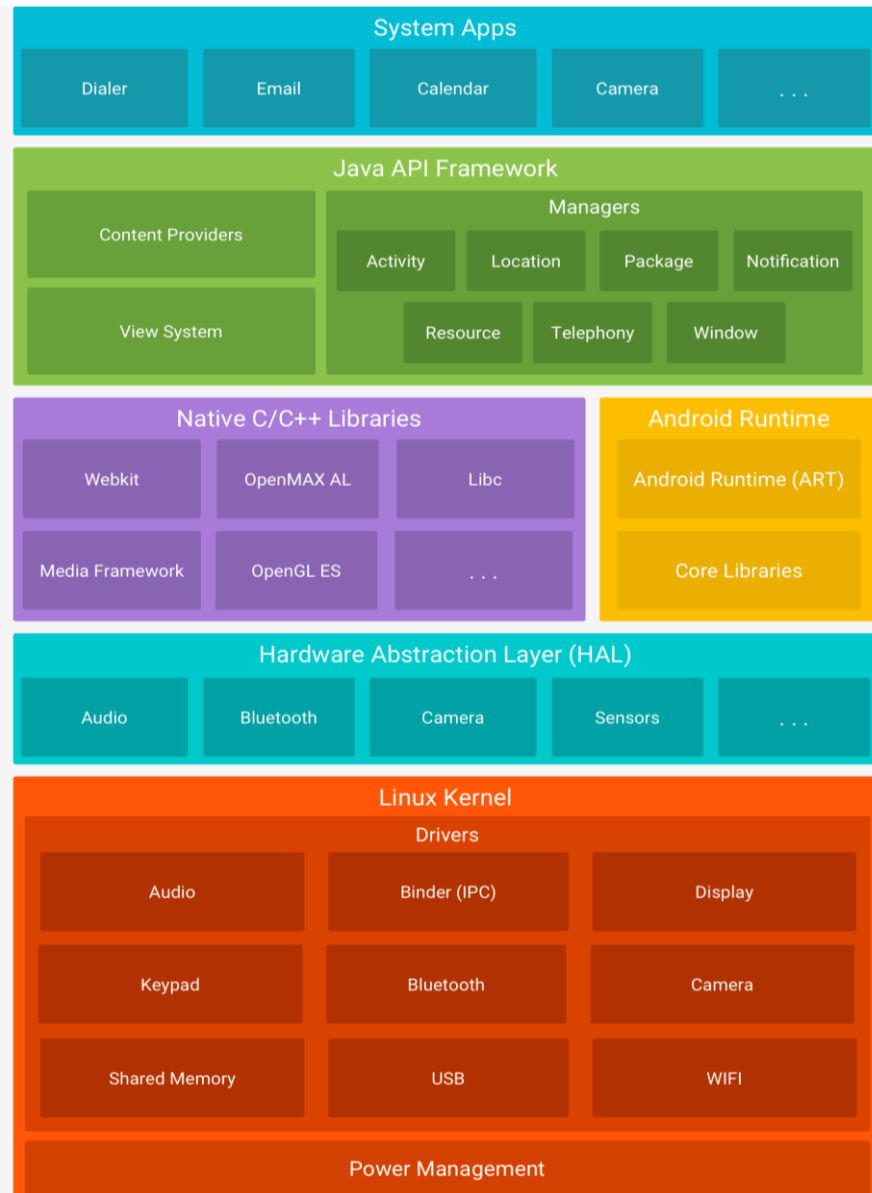 System Apps
Dialer
Email
Calendar
Camera
. . .
Java API Framework
Content Providers
View System
Managers
Activity
Location
Package
Notification
Resource
Telephony
Window
Native C/C++ Libraries
Webkit
OpenMAX AL
Libc
Media Framework
OpenGL ES
. . .
Android Runtime
Android Runtime (ART)
Core Libraries
Hardware Abstraction Layer (HAL)
Audio
Bluetooth
Camera
Sensors
. . .
Linux Kernel
Drivers
Audio
Binder (IPC)
Display
Keypad
Bluetooth
Camera
Shared Memory
USB
WIFI
Power Management